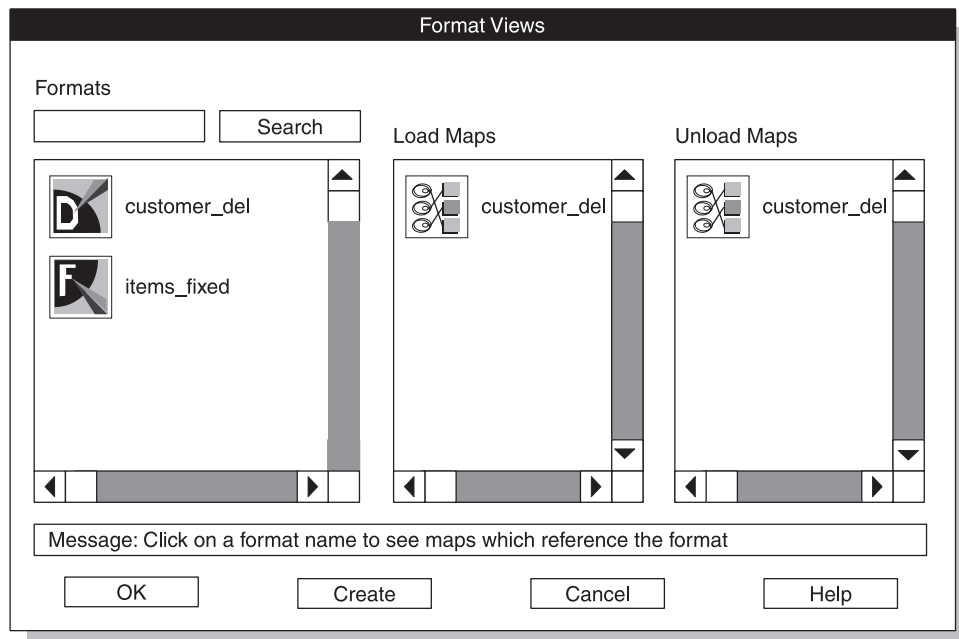 Format Views
Formats
Search
Load Maps
Unload Maps
D
customer_del
customer_del
customer_del
F
items_fixed
Message: Click on a format name to see maps which reference the format
OK
Create
Cancel
Help